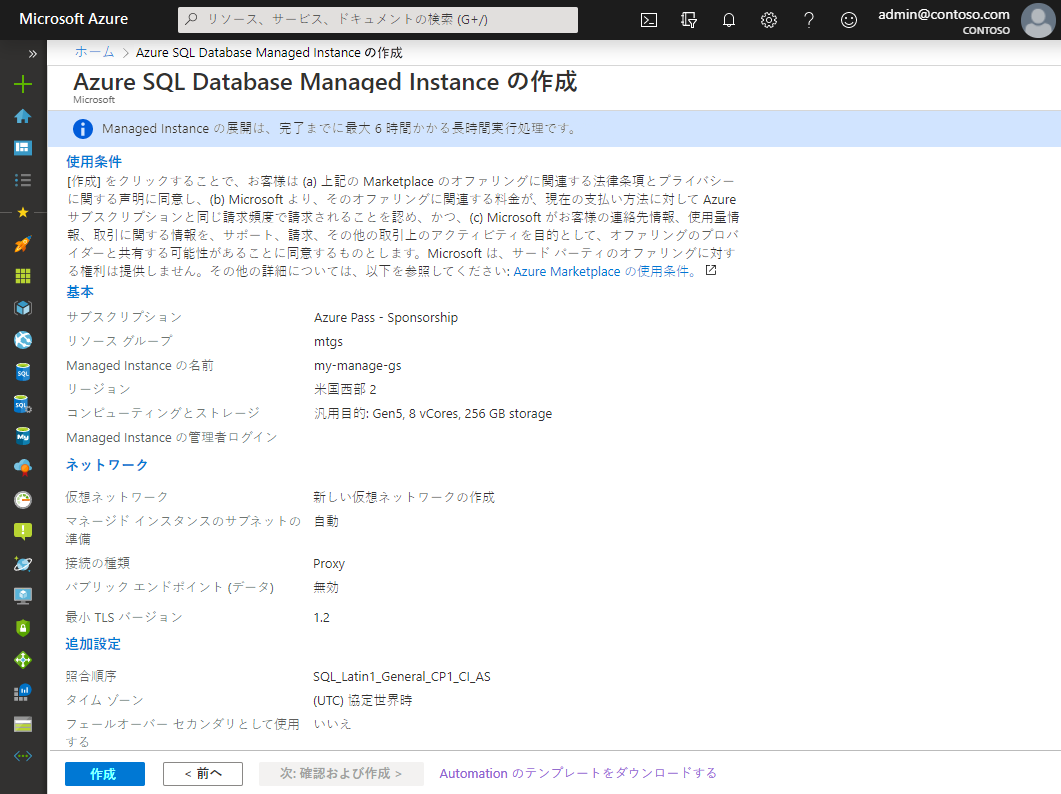 Microsoft Azure
リソース、サービス、ドキュメントの検索 (G+/)
admin@contoso.com
CONTOSO
ホーム > Azure SQL Database Managed Instance の作成
Azure SQL Database Managed Instance の作成
Microsoft
Managed Instance の展開は、完了までに最大 6 時間かかる長時間実行処理です。
使用条件
[作成] をクリックすることで、お客様は (a) 上記の Marketplace のオファリングに関連する法律条項とプライバシー
に関する声明に同意し、(b) Microsoft より、そのオファリングに関連する料金が、現在の支払い方法に対して Azure
サブスクリプションと同じ請求頻度で請求されることを認め、かつ、(c) Microsoft がお客様の連絡先情報、使用量情
報、取引に関する情報を、サポート、請求、その他の取引上のアクティビティを目的として、オファリングのプロバ
イダーと共有する可能性があることに同意するものとします。Microsoft は、サード パーティのオファリングに対す
る権利は提供しません。その他の詳細については、以下を参照してください: Azure Marketplace の使用条件。
基本
サブスクリプション Azure Pass - Sponsorship
リソース グループ mtgs
Managed Instance の名前 my-manage-gs
リージョン 米国西部 2
コンピューティングとストレージ 汎用目的: Gen5, 8 vCores, 256 GB storage
Managed Instance の管理者ログイン
ネットワーク
仮想ネットワーク 新しい仮想ネットワークの作成
マネージド インスタンスのサブネットの 自動
準備
接続の種類 Proxy
パブリック エンドポイント (データ) 無効
最小 TLS バージョン 1.2
追加設定
照合順序 SQL_Latin1_General_CP1_CI_AS
タイム ゾーン (UTC) 協定世界時
フェールオーバー セカンダリとして使用 いいえ
する
作成 < 前へ 次: 確認および作成 > Automation のテンプレートをダウンロードする